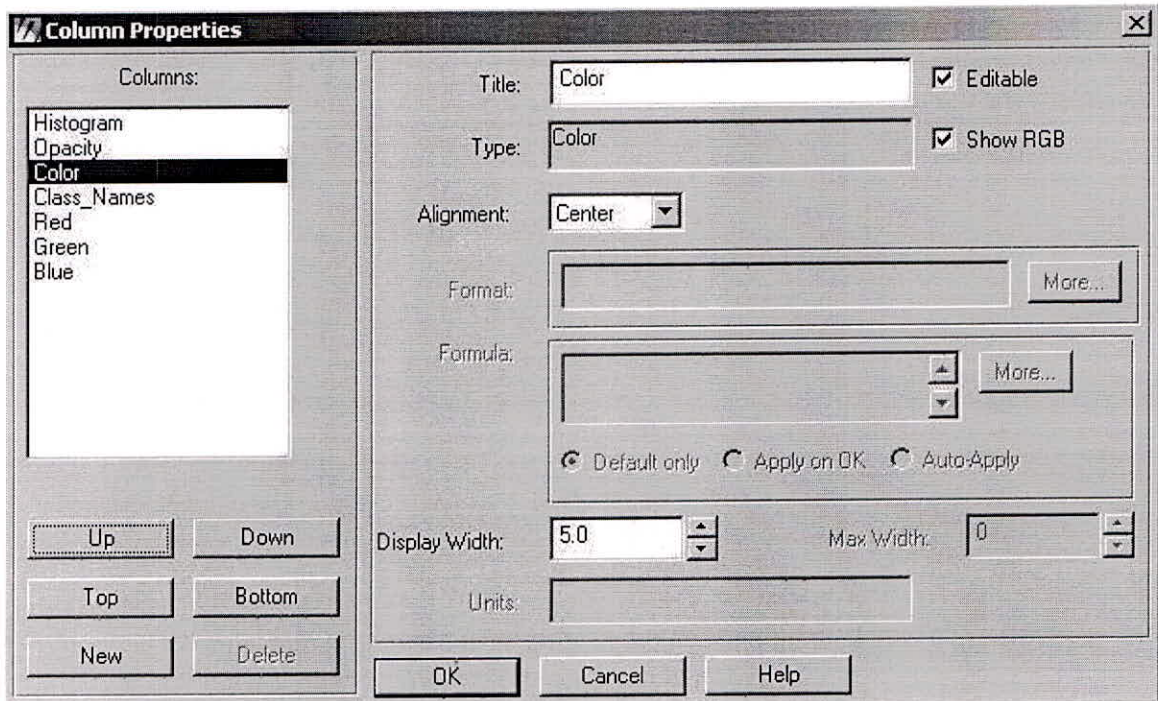 Column Properties
Columns:
Histogram
Opacity
Color
Class_Names
Red
Green
Blue
Up
Down
Top
Bottom
New
Delete
Title:
Color
Editable
Type:
Color
Show RGB
Alignment:
Center
Format:
More...
Formula:
More...
Default only
Apply on OK
Auto-Apply
Display Width:
5.0
Max Width:
0
Units:
OK
Cancel
Help